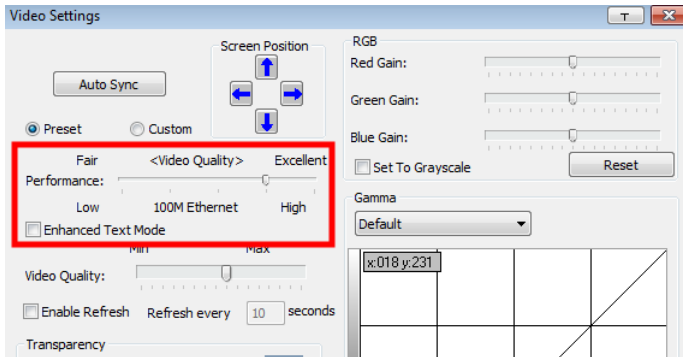 Video Settings
T
Screen Position
Auto Sync
Preset
Custom
Fair <Video Quality> Excellent
Performance:
Low 100M Ethernet High
Enhanced Text Mode
Min Max
Video Quality:
Enable Refresh Refresh every 10 seconds
Transparency
RGB
Red Gain:
Green Gain:
Blue Gain:
Set To Grayscale
Reset
Gamma
Default
x:018 y:231